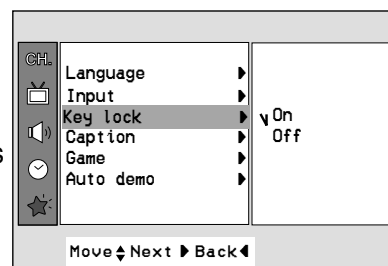 CH.
Language
Input
Key lock
Caption
Game
Auto demo
On
Off
s
Move Next Back